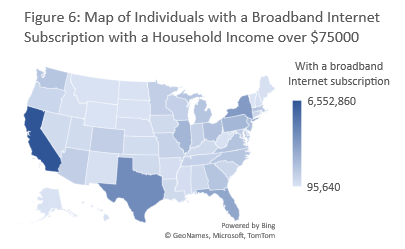 Figure 6: Map of Individuals with a Broadband Internet
Subscription with a Household Income over $75000
With a broadband
Internet subscription
6,552,860
95,640
Powered by Bing
© GeoNames, Microsoft, TomTom